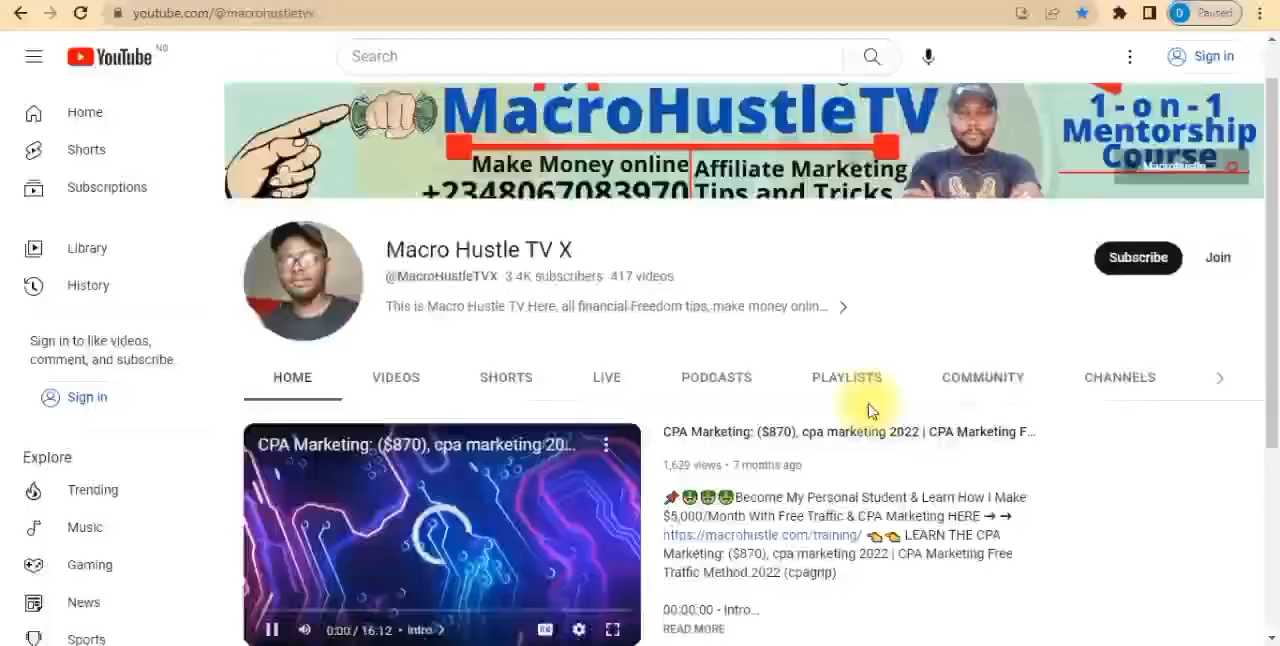 youtube.com/@macrohustletvx
Paused
YouTube NG
Search
Sign in
Home
Shorts
Subscriptions
Library
History
Sign in to like videos,
comment, and subscribe
Sign in
Explore
Trending
Music
Gaming
News
Sports
MacroHustleTV
Make Money online
+2348067083970
Affiliate Marketing
Tips and Tricks
1-on-1
Mentorship
Course
Macro Hustle TV X
@MacroHustleTVX 3.4K subscribers 417 videos
This is Macro Hustle TV Here, all financial Freedom tips, make money onlin...
Subscribe
Join
HOME
VIDEOS
SHORTS
LIVE
PODCASTS
PLAYLISTS
COMMUNITY
CHANNELS
CPA Marketing: ($870), cpa marketing 20...
0:00 / 16:12 • Intro
CPA Marketing: ($870), cpa marketing 2022 | CPA Marketing F...
1,629 views • 7 months ago
Become My Personal Student & Learn How I Make
$5,000/Month With Free Traffic & CPA Marketing HERE ➔ ➔
https://macrohustle.com/training/ LEARN THE CPA
Marketing: ($870), cpa marketing 2022 | CPA Marketing Free
Traffic Method 2022 (cpagrip)
00:00:00 - Intro...
READ MORE